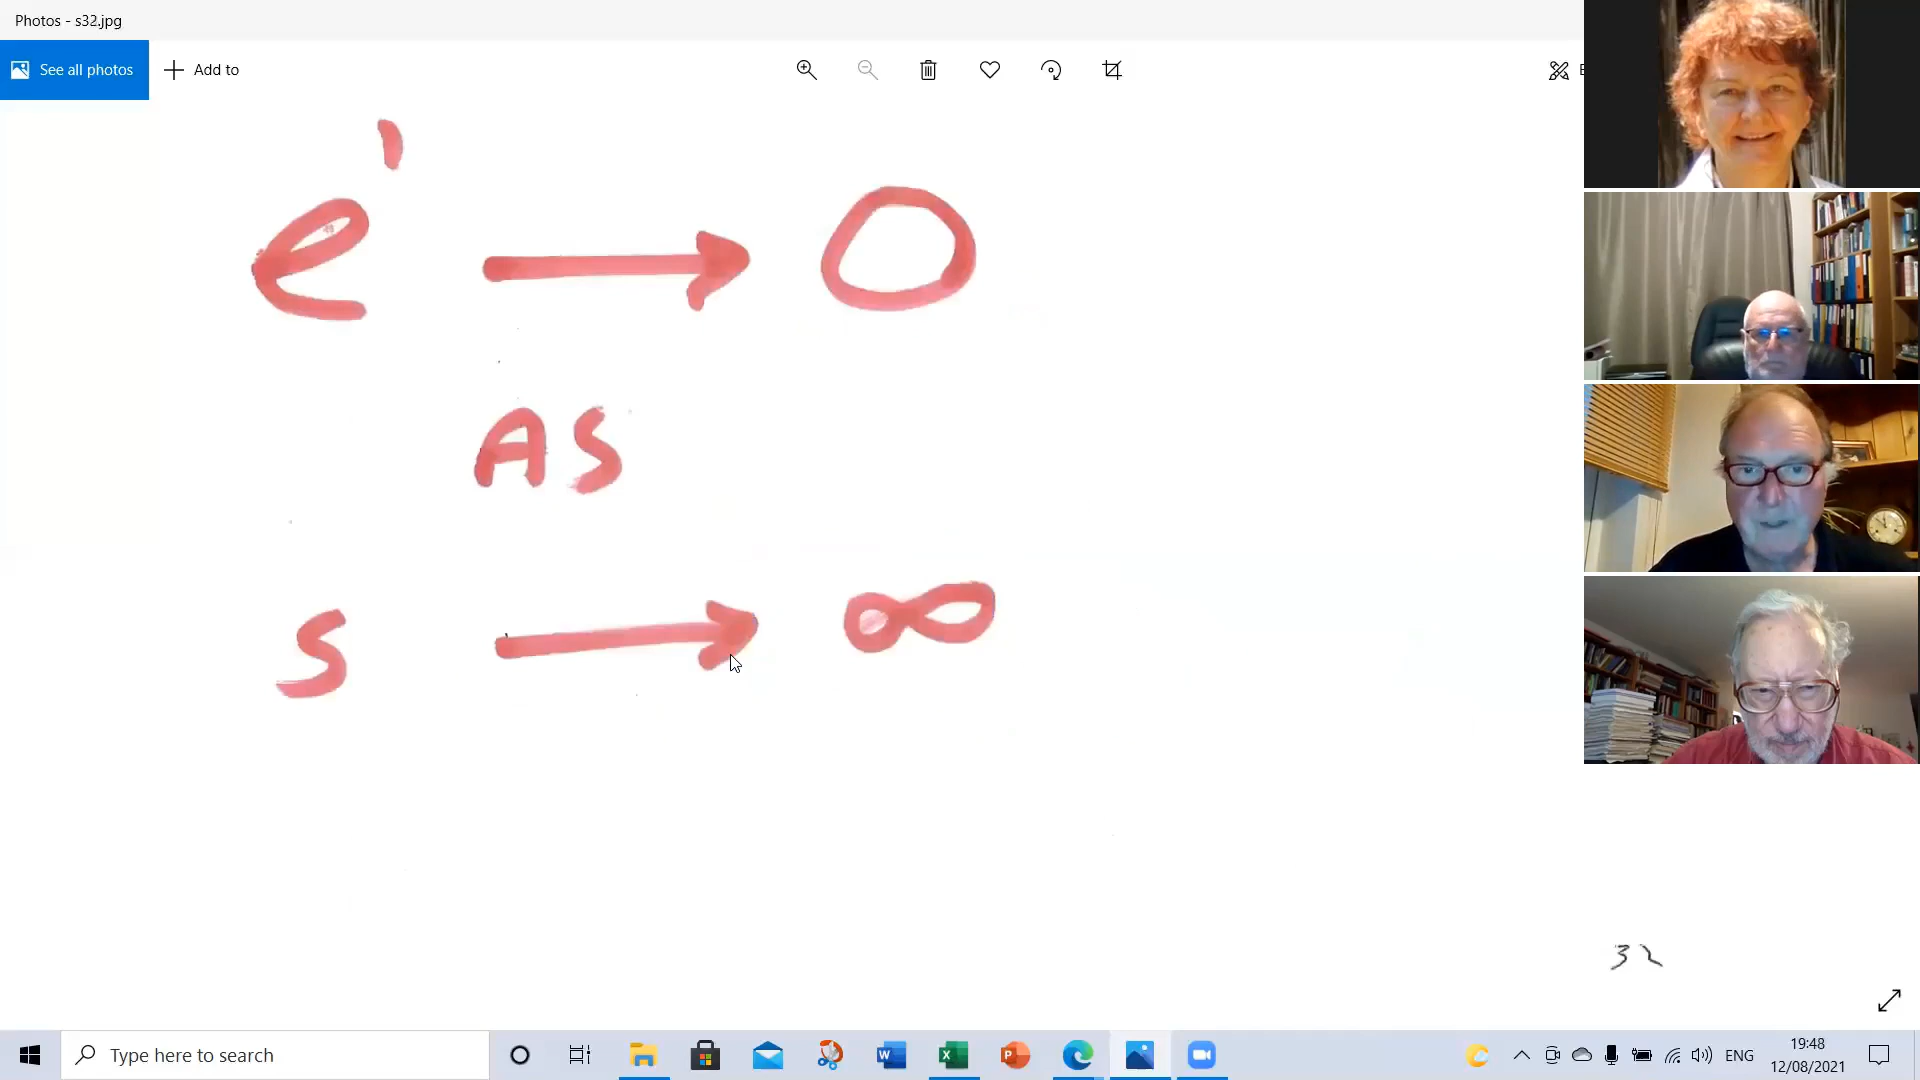 Photos - s32.jpg
See all photos
Add to
e' → 0
AS
s → ∞
32
Type here to search
ENG
19:48
12/08/2021